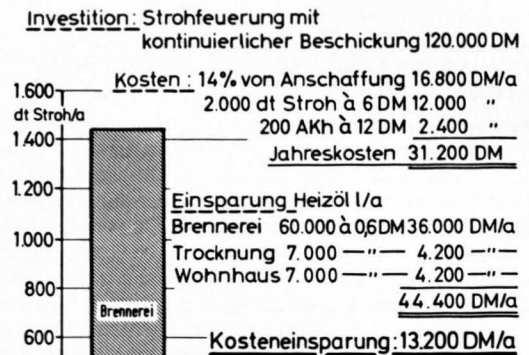 Investition: Strohfeuerung mit
kontinuierlicher Beschickung 120.000 DM
Kosten: 14% von Anschaffung 16.800 DM/a
2.000 dt Stroh à 6 DM 12.000 "
200 AKh à 12 DM 2.400 "
Jahreskosten 31.200 DM
Einsparung Heizöl l/a
Brennerei 60.000 à 0,6 DM 36.000 DM/a
Trocknung 7.000 —"— 4.200 —"—
Wohnhaus 7.000 —"— 4.200 —"—
44.400 DM/a
Kosteneinsparung: 13.200 DM/a
1.600
dt Stroh/a
1.400
1.200
1.000
800
600
Brennerei